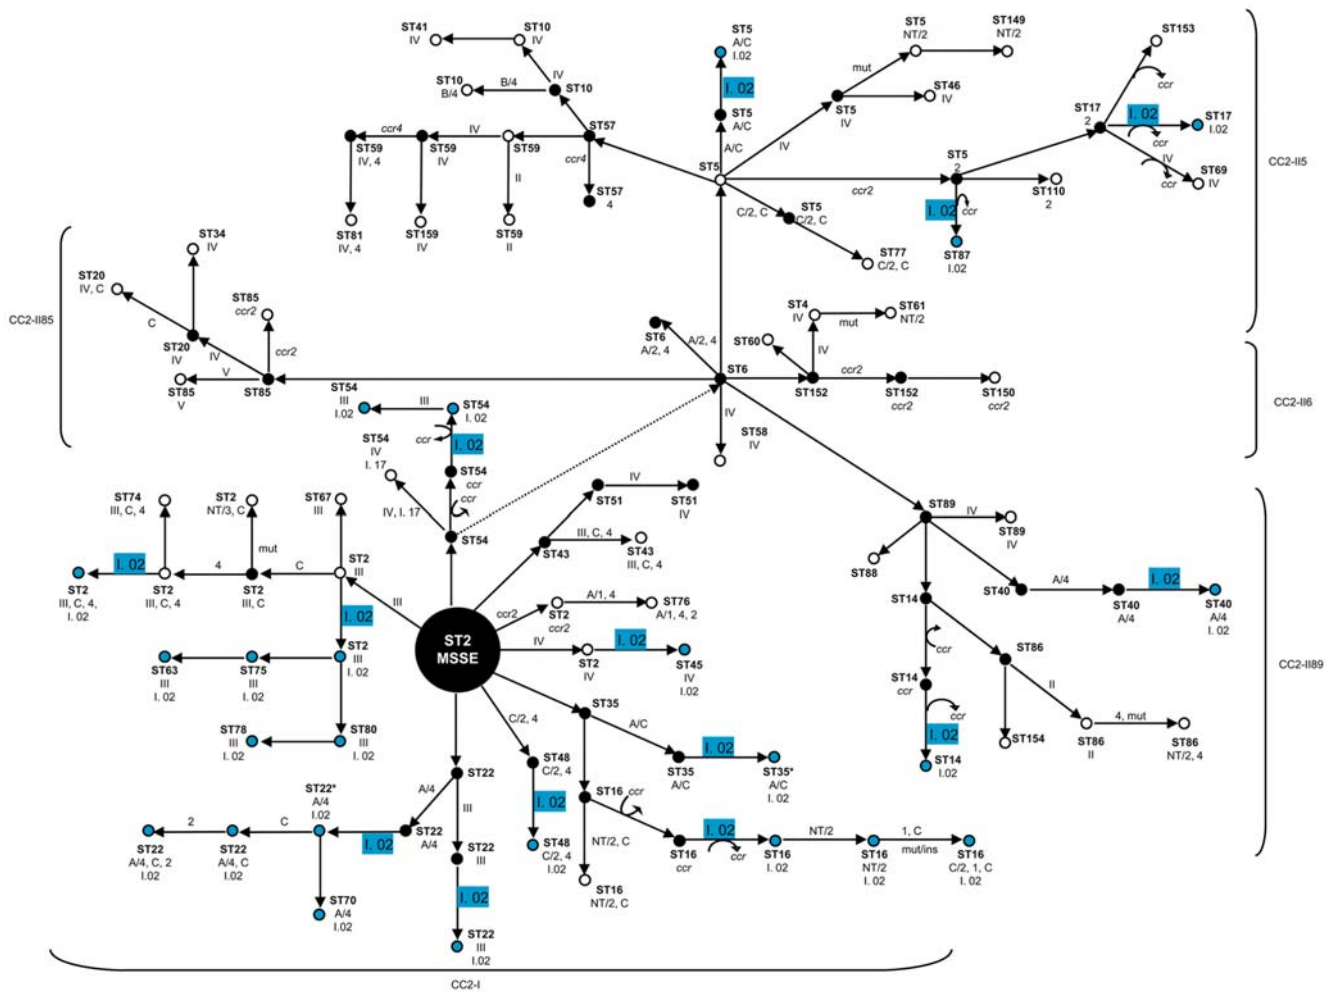 ST41
IV
ST10
IV
ST5
A/C
I.02
ST5
NT/2
ST149
NT/2
ST153
ccr
ST10
B/4
B/4
IV
ST10
I. 02
mut
ST46
IV
ST5
IV
ST5
A/C
ST17
2
I. 02
ccr
ST17
I.02
CC2-II5
ccr4
ST59
IV, 4
IV
ST59
IV
ST59
ST57
ccr4
A/C
IV
IV
ccr
ST69
IV
ST5
ccr2
ST5
2
ST110
2
II
ST57
4
C/2, C
ST5
C/2, C
I. 02
ccr
ST81
IV, 4
ST159
IV
ST59
II
ST77
C/2, C
ST87
I.02
ST34
IV
ST20
IV, C
ST85
ccr2
CC2-II85
C
ST20
IV
IV
ccr2
ST6
A/2, 4
A/2, 4
ST4
IV
mut
ST61
NT/2
ST60
IV
V
ST85
V
ST85
ST6
ST152
ccr2
ST152
ccr2
ST150
ccr2
CC2-II6
ST54
III
I.02
III
ST54
I. 02
IV
ST58
IV
ccr
I. 02
ST54
IV
I. 17
ST54
ccr
ccr
IV, I. 17
ST54
ST51
IV
ST51
IV
ST74
III, C, 4
ST2
NT/3, C
ST67
III
ST43
III, C, 4
ST43
III, C, 4
ST89
IV
ST89
IV
ST88
mut
I. 02
ST2
III, C, 4,
I. 02
4
ST2
III, C, 4
C
ST2
III, C
ST2
III
III
I. 02
ccr2
ST2
ccr2
A/1, 4
ST76
A/1, 4, 2
ST40
A/4
ST40
A/4
I. 02
ST40
A/4
I. 02
ST14
ccr
ST2
MSSE
IV
ST2
IV
I. 02
ST45
IV
I.02
ST2
III
I. 02
ST75
III
I. 02
ST63
III
I. 02
ST86
II
CC2-II89
ST14
ccr
ccr
I. 02
ST14
I.02
ST154
ST86
II
4, mut
ST86
NT/2, 4
ST78
III
I. 02
ST80
III
I. 02
C/2, 4
ST35
A/C
ST35
A/C
I. 02
ST35*
A/C
I. 02
ST48
C/2, 4
I. 02
ST48
C/2, 4
I.02
ST22
A/4
III
ST16
ccr
NT/2, C
ST16
ccr
I. 02
ccr
ST16
I. 02
NT/2
ST16
NT/2
I. 02
1, C
mut/ins
ST16
C/2, 1, C
I. 02
ST22*
A/4
I.02
2
ST22
A/4, C, 2
I.02
C
ST22
A/4, C
I.02
I. 02
ST22
A/4
ST22
III
I. 02
ST16
NT/2, C
ST70
A/4
I.02
ST22
III
I.02
CC2-I